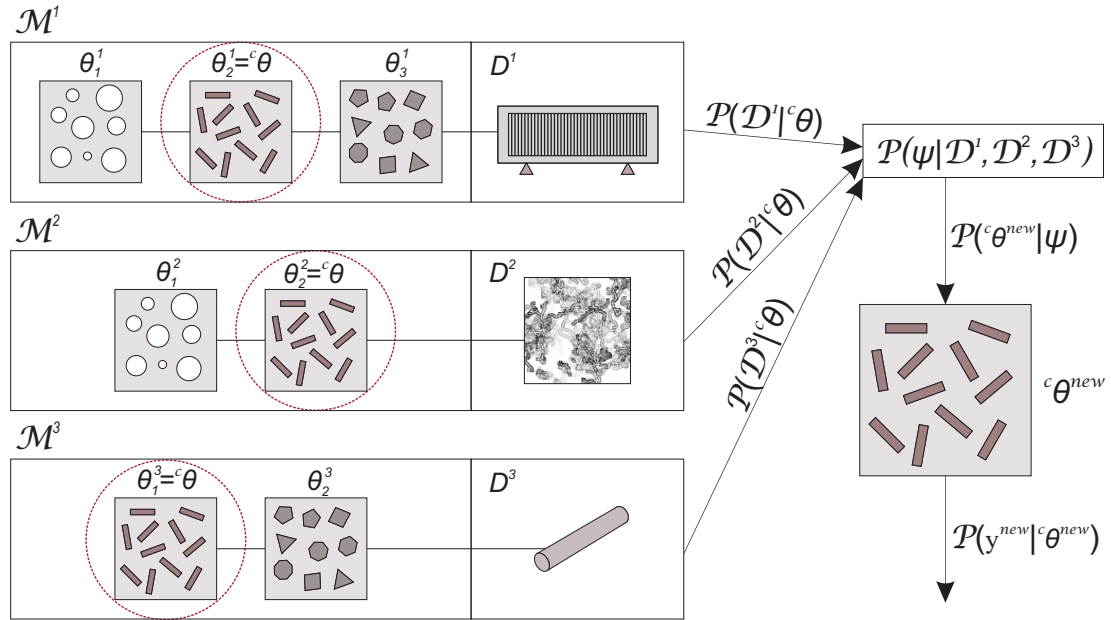 𝓜¹
θ₁¹
θ₂¹=ᶜθ
θ₃¹
D¹
𝓜²
θ₁²
θ₂²=ᶜθ
D²
𝓜³
θ₁³=ᶜθ
θ₂³
D³
𝒫(𝒟¹|ᶜθ)
𝒫(𝒟²|ᶜθ)
𝒫(𝒟³|ᶜθ)
𝒫(ψ|𝒟¹,𝒟²,𝒟³)
𝒫(ᶜθⁿᵉʷ|ψ)
ᶜθⁿᵉʷ
𝒫(yⁿᵉʷ|ᶜθⁿᵉʷ)